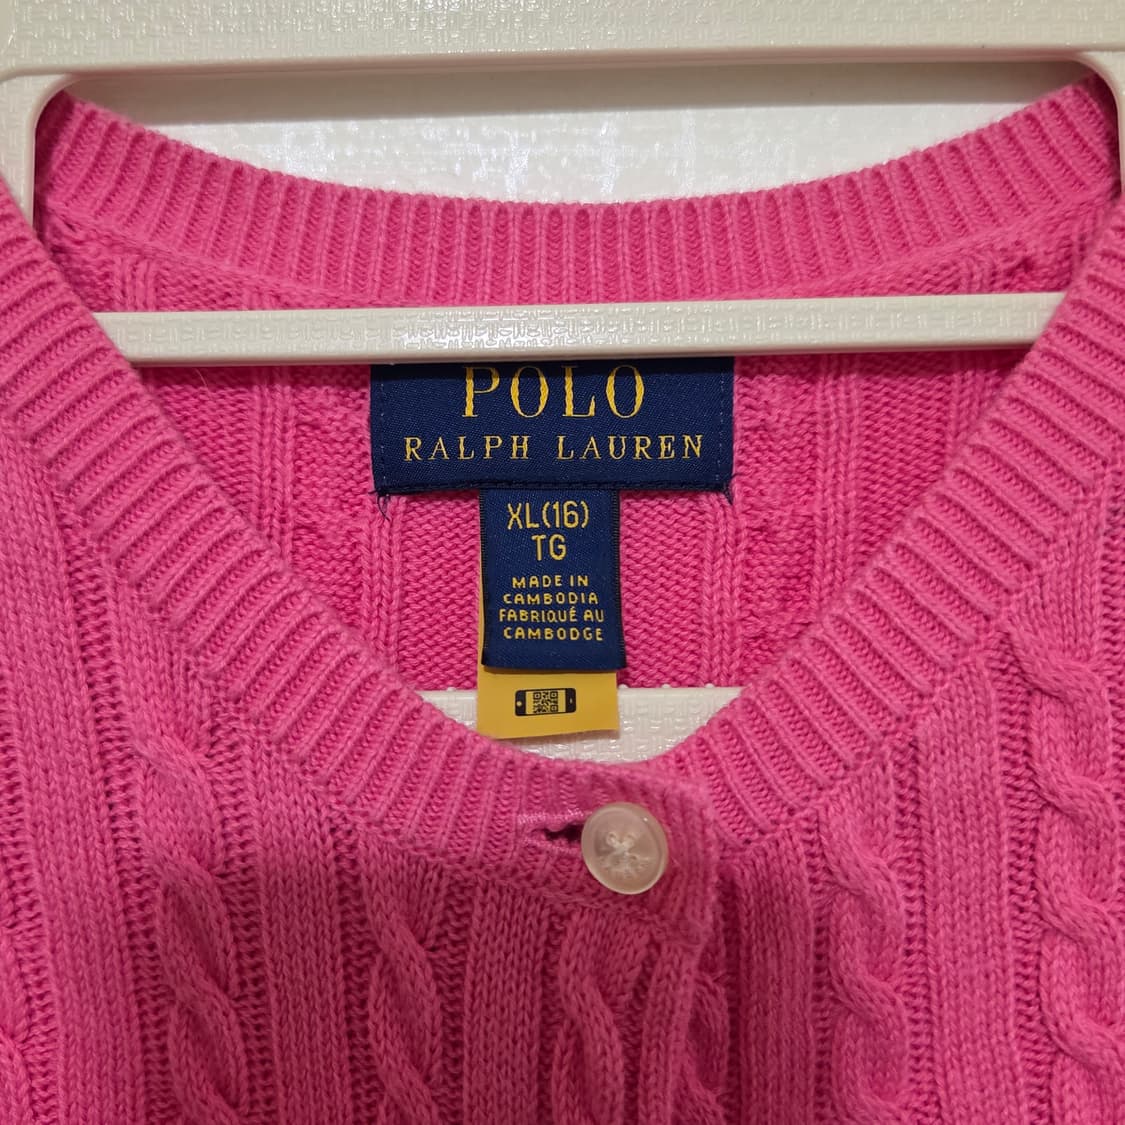 POLO
RALPH LAUREN
XL(16)
TG
MADE IN
CAMBODIA
FABRIQUÉ AU
CAMBODGE